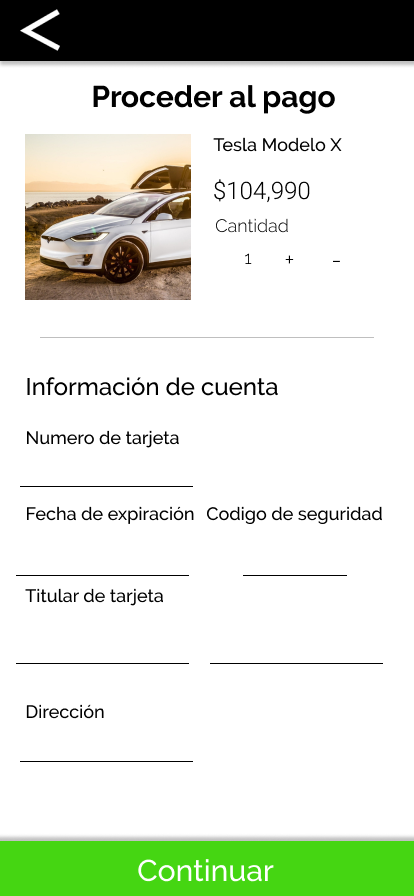 Proceder al pago
Tesla Modelo X
$104,990
Cantidad
1 + -
Información de cuenta
Numero de tarjeta
Fecha de expiración Codigo de seguridad
Titular de tarjeta
Dirección
Continuar